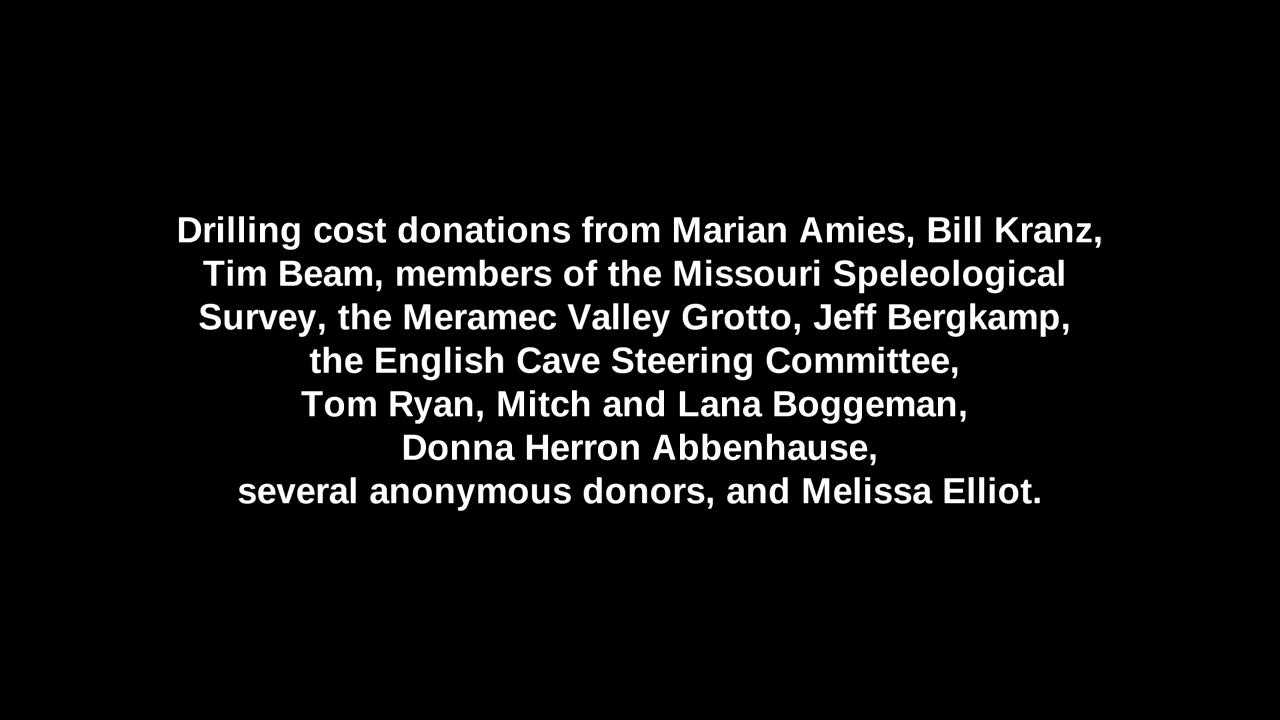 Drilling cost donations from Marian Amies, Bill Kranz,
Tim Beam, members of the Missouri Speleological
Survey, the Meramec Valley Grotto, Jeff Bergkamp,
the English Cave Steering Committee,
Tom Ryan, Mitch and Lana Boggeman,
Donna Herron Abbenhause,
several anonymous donors, and Melissa Elliot.